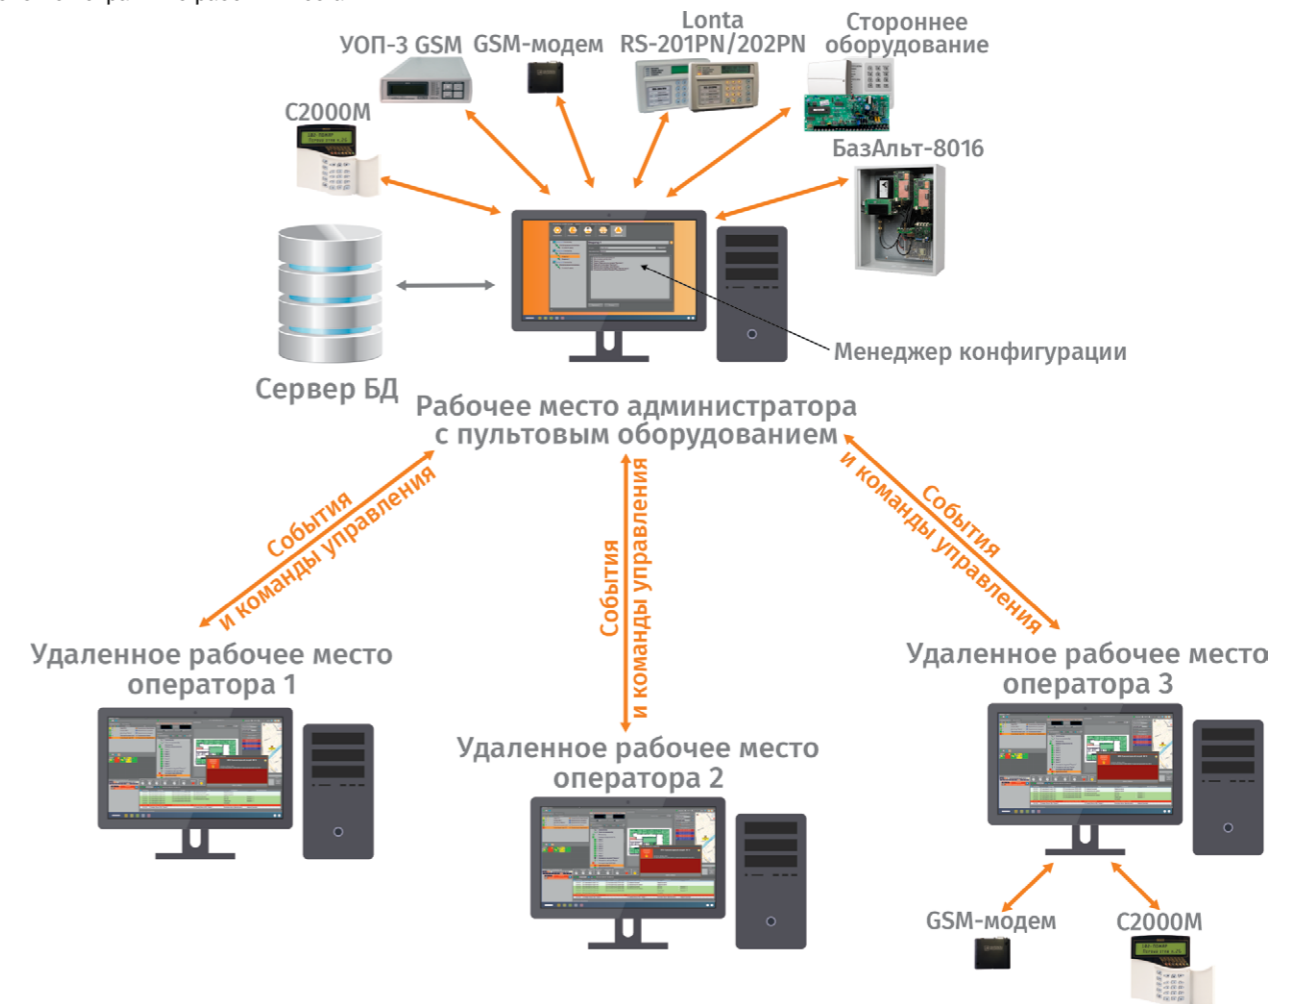 УОП-3 GSM
GSM-модем
Lonta
RS-201PN/202PN
Стороннее
оборудование
С2000М
БазАльт-8016
Менеджер конфигурации
Сервер БД
Рабочее место администратора
с пультовым оборудованием
События
и команды управления
События
и команды управления
События
и команды управления
Удаленное рабочее место
оператора 1
Удаленное рабочее место
оператора 2
Удаленное рабочее место
оператора 3
GSM-модем
С2000М